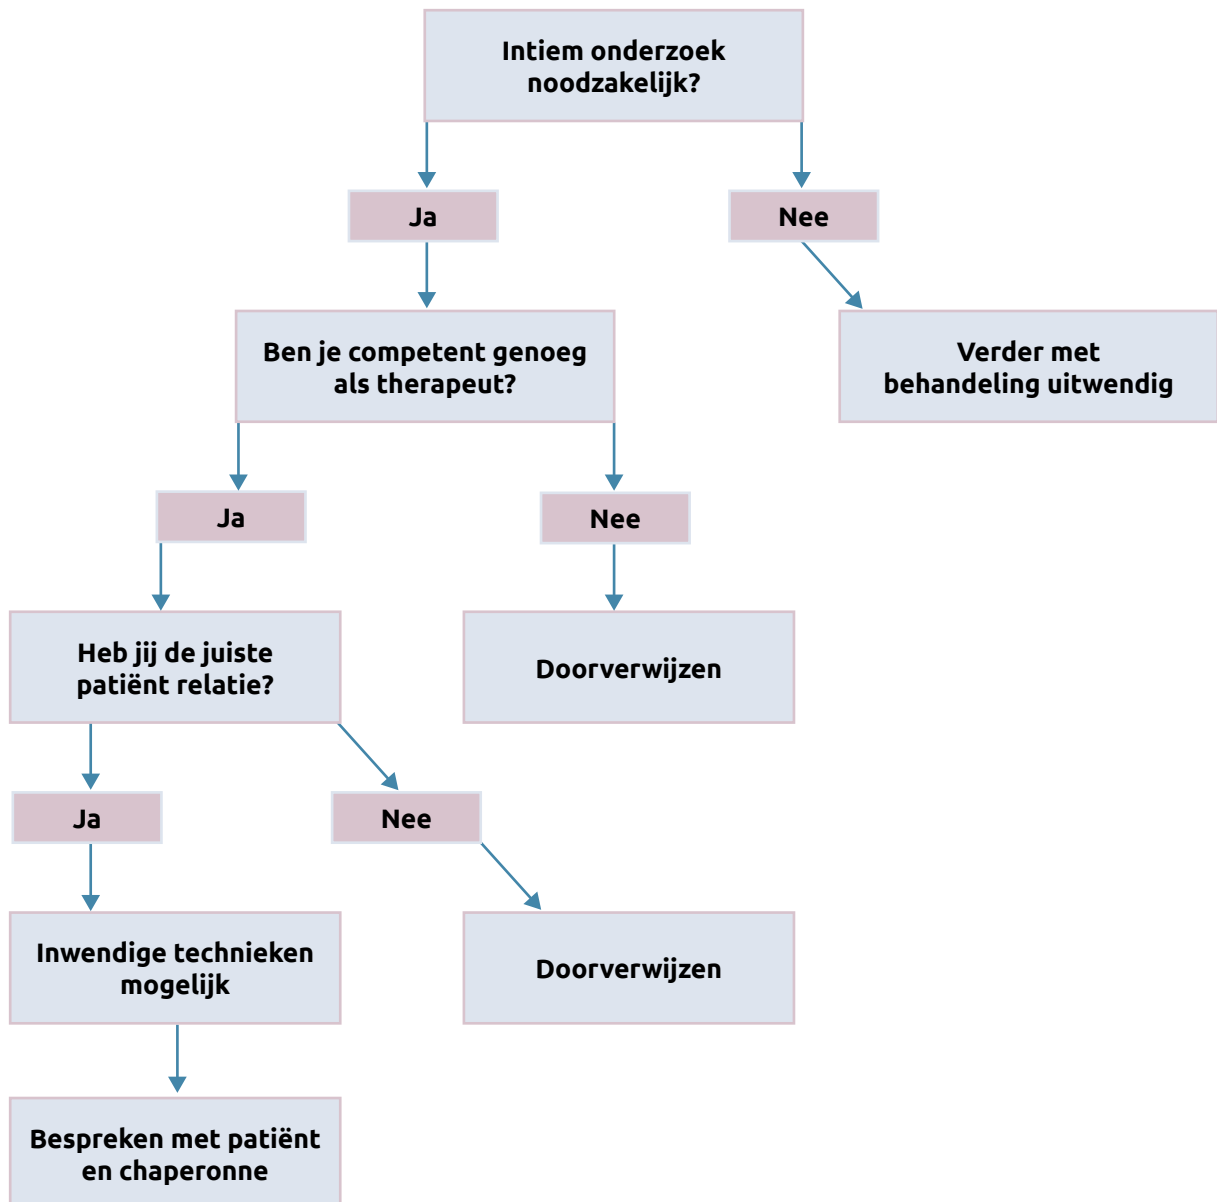 Intiem onderzoek
noodzakelijk?
Ja
Nee
Ben je competent genoeg
als therapeut?
Verder met
behandeling uitwendig
Ja
Nee
Heb jij de juiste
patiënt relatie?
Doorverwijzen
Ja
Nee
Inwendige technieken
mogelijk
Doorverwijzen
Bespreken met patiënt
en chaperonne